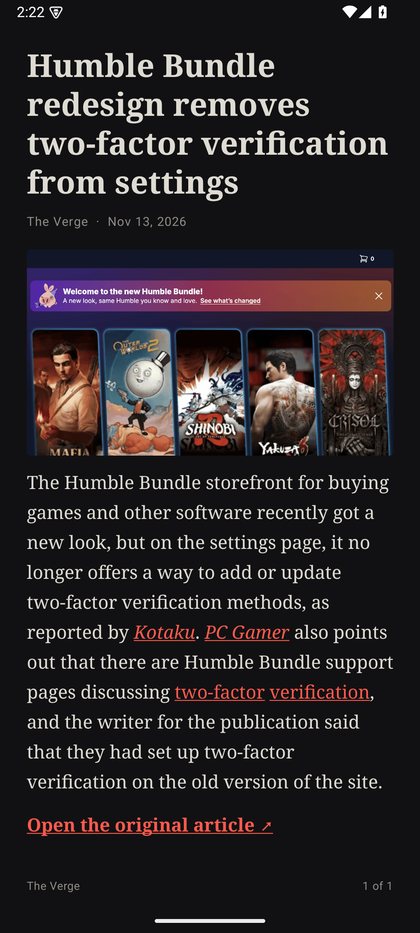 2:22
Humble Bundle
redesign removes
two-factor verification
from settings
The Verge · Nov 13, 2026
0
Welcome to the new Humble Bundle!
A new look, same Humble you know and love. See what's changed
MAFIA
OUTER
WORLDS 2
SHINOBI
YAKUZA
CRISOL
The Humble Bundle storefront for buying
games and other software recently got a
new look, but on the settings page, it no
longer offers a way to add or update
two-factor verification methods, as
reported by Kotaku. PC Gamer also points
out that there are Humble Bundle support
pages discussing two-factor verification,
and the writer for the publication said
that they had set up two-factor
verification on the old version of the site.
Open the original article ↗
The Verge
1 of 1